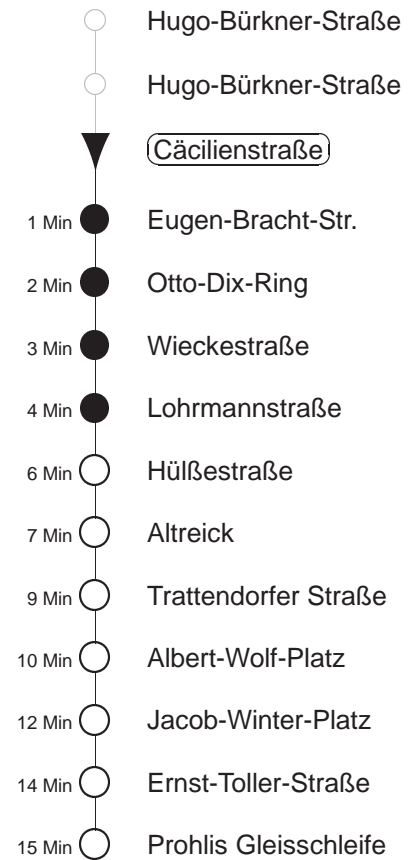 Hugo-Bürkner-Straße
Hugo-Bürkner-Straße
Cäcilienstraße
1 Min Eugen-Bracht-Str.
2 Min Otto-Dix-Ring
3 Min Wieckestraße
4 Min Lohrmannstraße
6 Min Hülßestraße
7 Min Altreick
9 Min Trattendorfer Straße
10 Min Albert-Wolf-Platz
12 Min Jacob-Winter-Platz
14 Min Ernst-Toller-Straße
15 Min Prohlis Gleisschleife